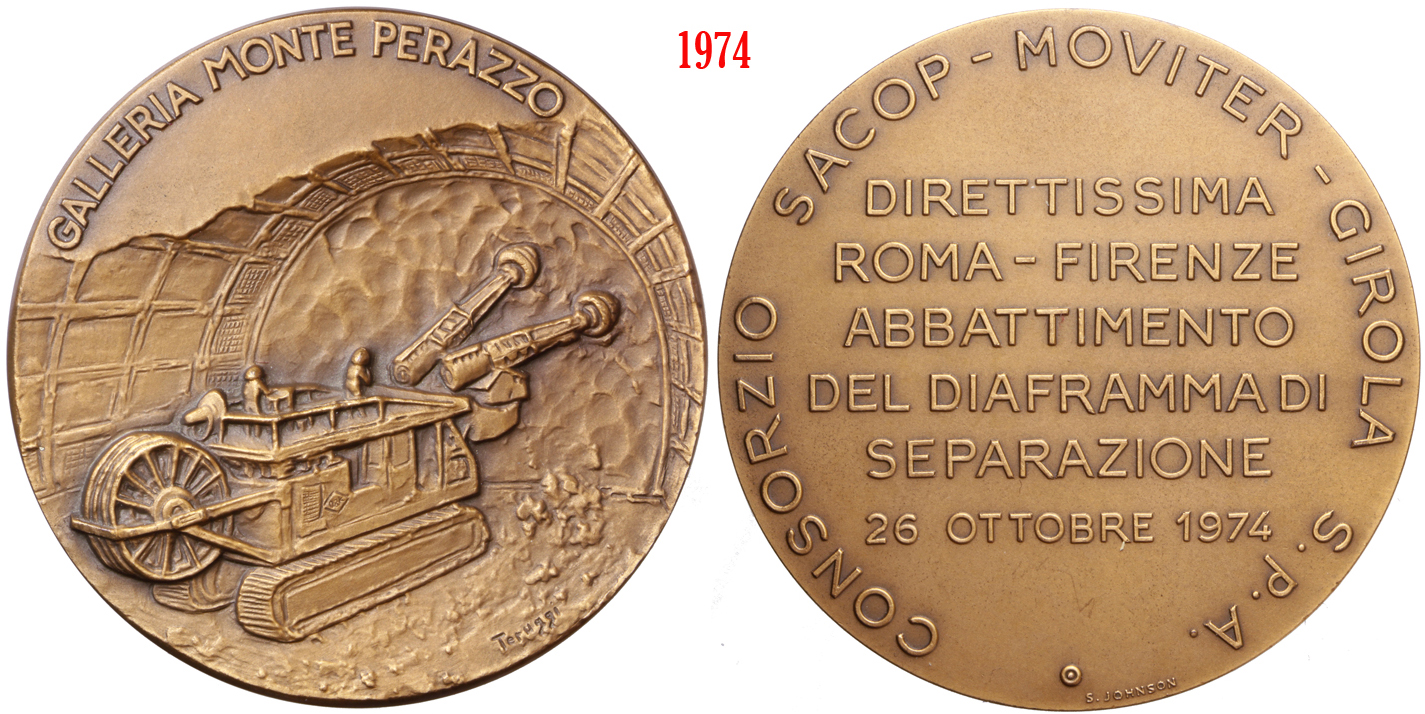 GALLERIA MONTE PERAZZO
Teruggi
1974
CONSORZIO SACOP - MOVITER - GIROLA S.P.A.
DIRETTISSIMA
ROMA - FIRENZE
ABBATTIMENTO
DEL DIAFRAMMA DI
SEPARAZIONE
26 OTTOBRE 1974
S. JOHNSON